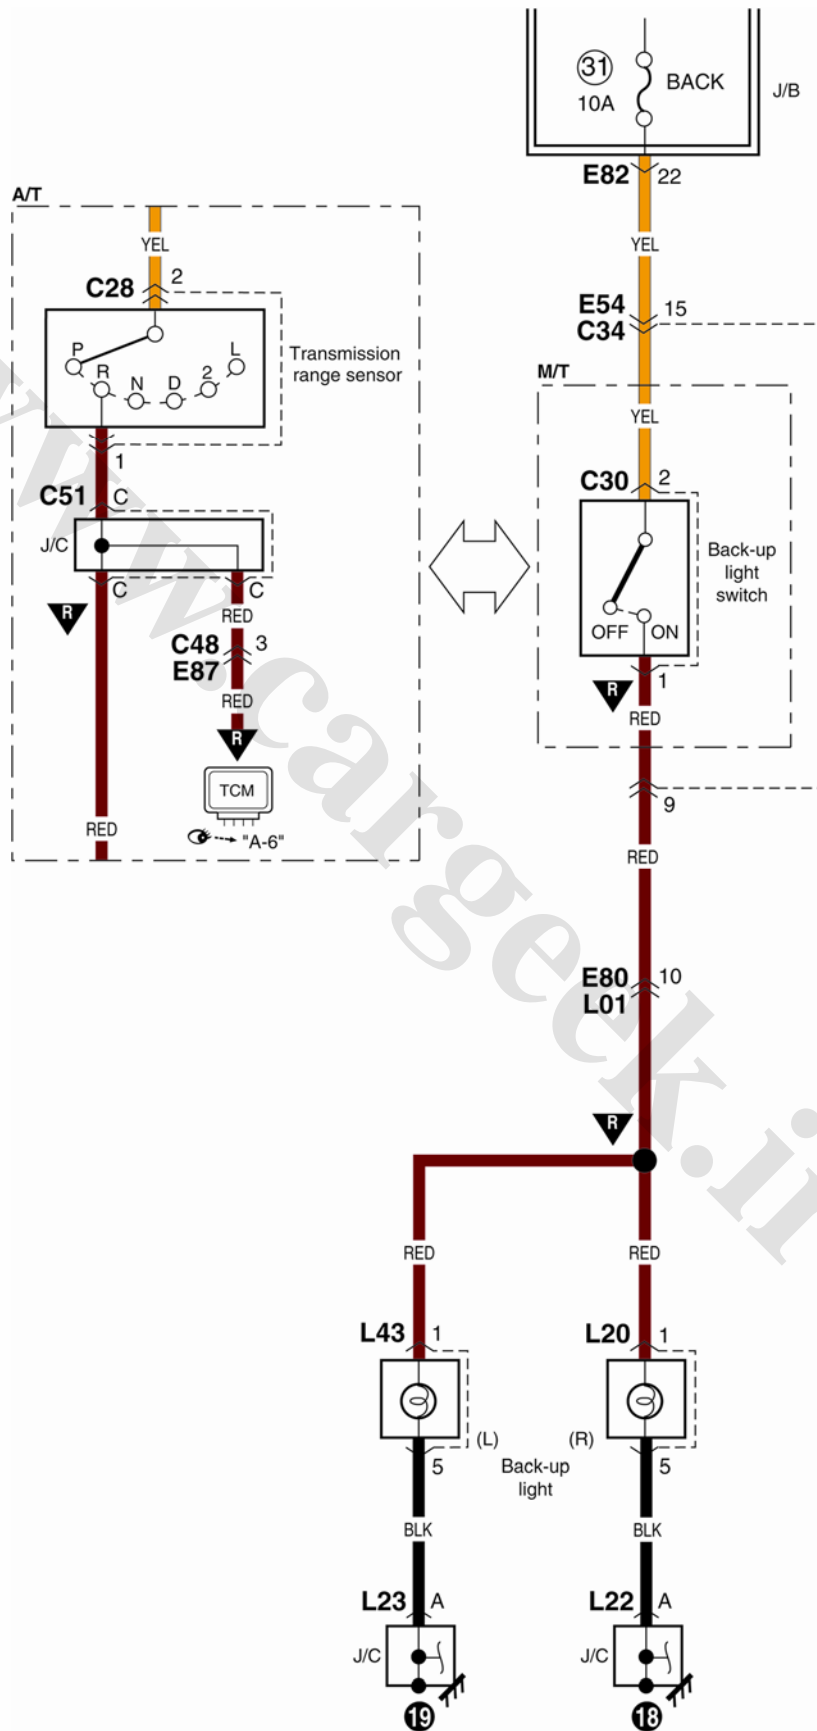 31
10A
BACK
J/B
E82
22
A/T
YEL
YEL
C28
2
E54
15
C34
P
R
N
D
2
L
Transmission
range sensor
M/T
YEL
1
C30
2
C51
C
J/C
Back-up
light
switch
OFF
ON
C
C
R
RED
C48
3
E87
1
R
RED
RED
R
TCM
9
"A-6"
RED
RED
E80
10
L01
R
RED
RED
L43
1
L20
1
(L)
(R)
5
Back-up
light
5
BLK
BLK
L23
A
L22
A
J/C
J/C
19
18
www.cargeek.ir